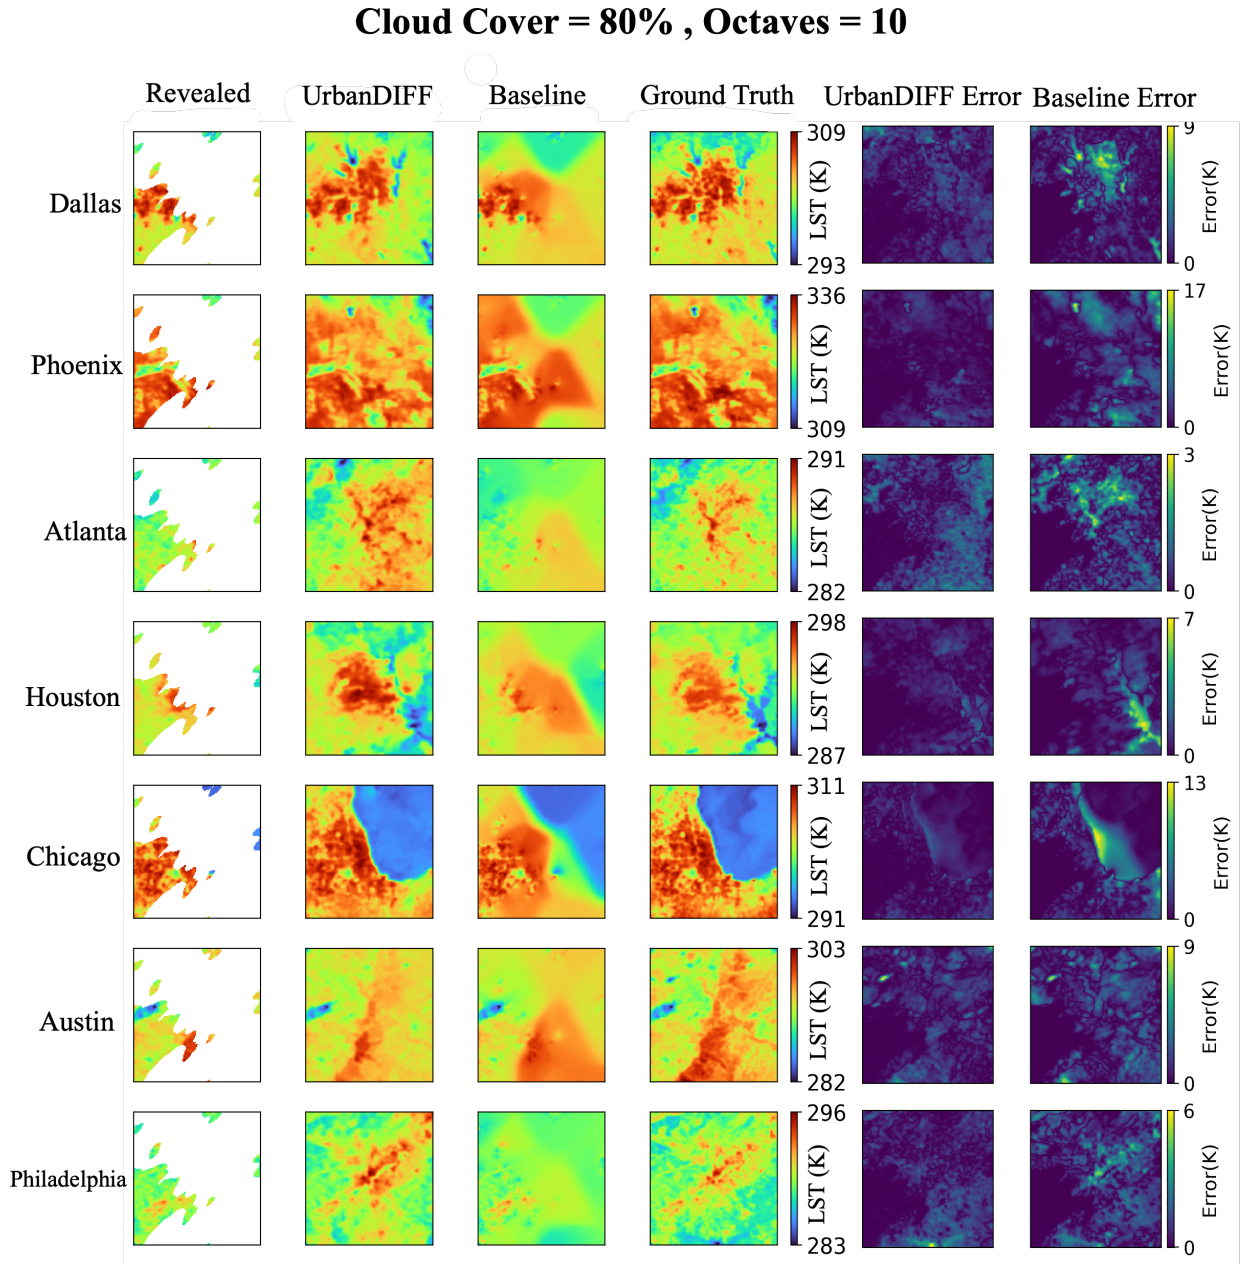 Cloud Cover = 80% , Octaves = 10
Revealed UrbanDIFF Baseline Ground Truth UrbanDIFF Error Baseline Error
Dallas
309
LST (K)
293
9
Error(K)
0
Phoenix
336
LST (K)
309
17
Error(K)
0
Atlanta
291
LST (K)
282
3
Error(K)
0
Houston
298
LST (K)
287
7
Error(K)
0
Chicago
311
LST (K)
291
13
Error(K)
0
Austin
303
LST (K)
282
9
Error(K)
0
Philadelphia
296
LST (K)
283
6
Error(K)
0